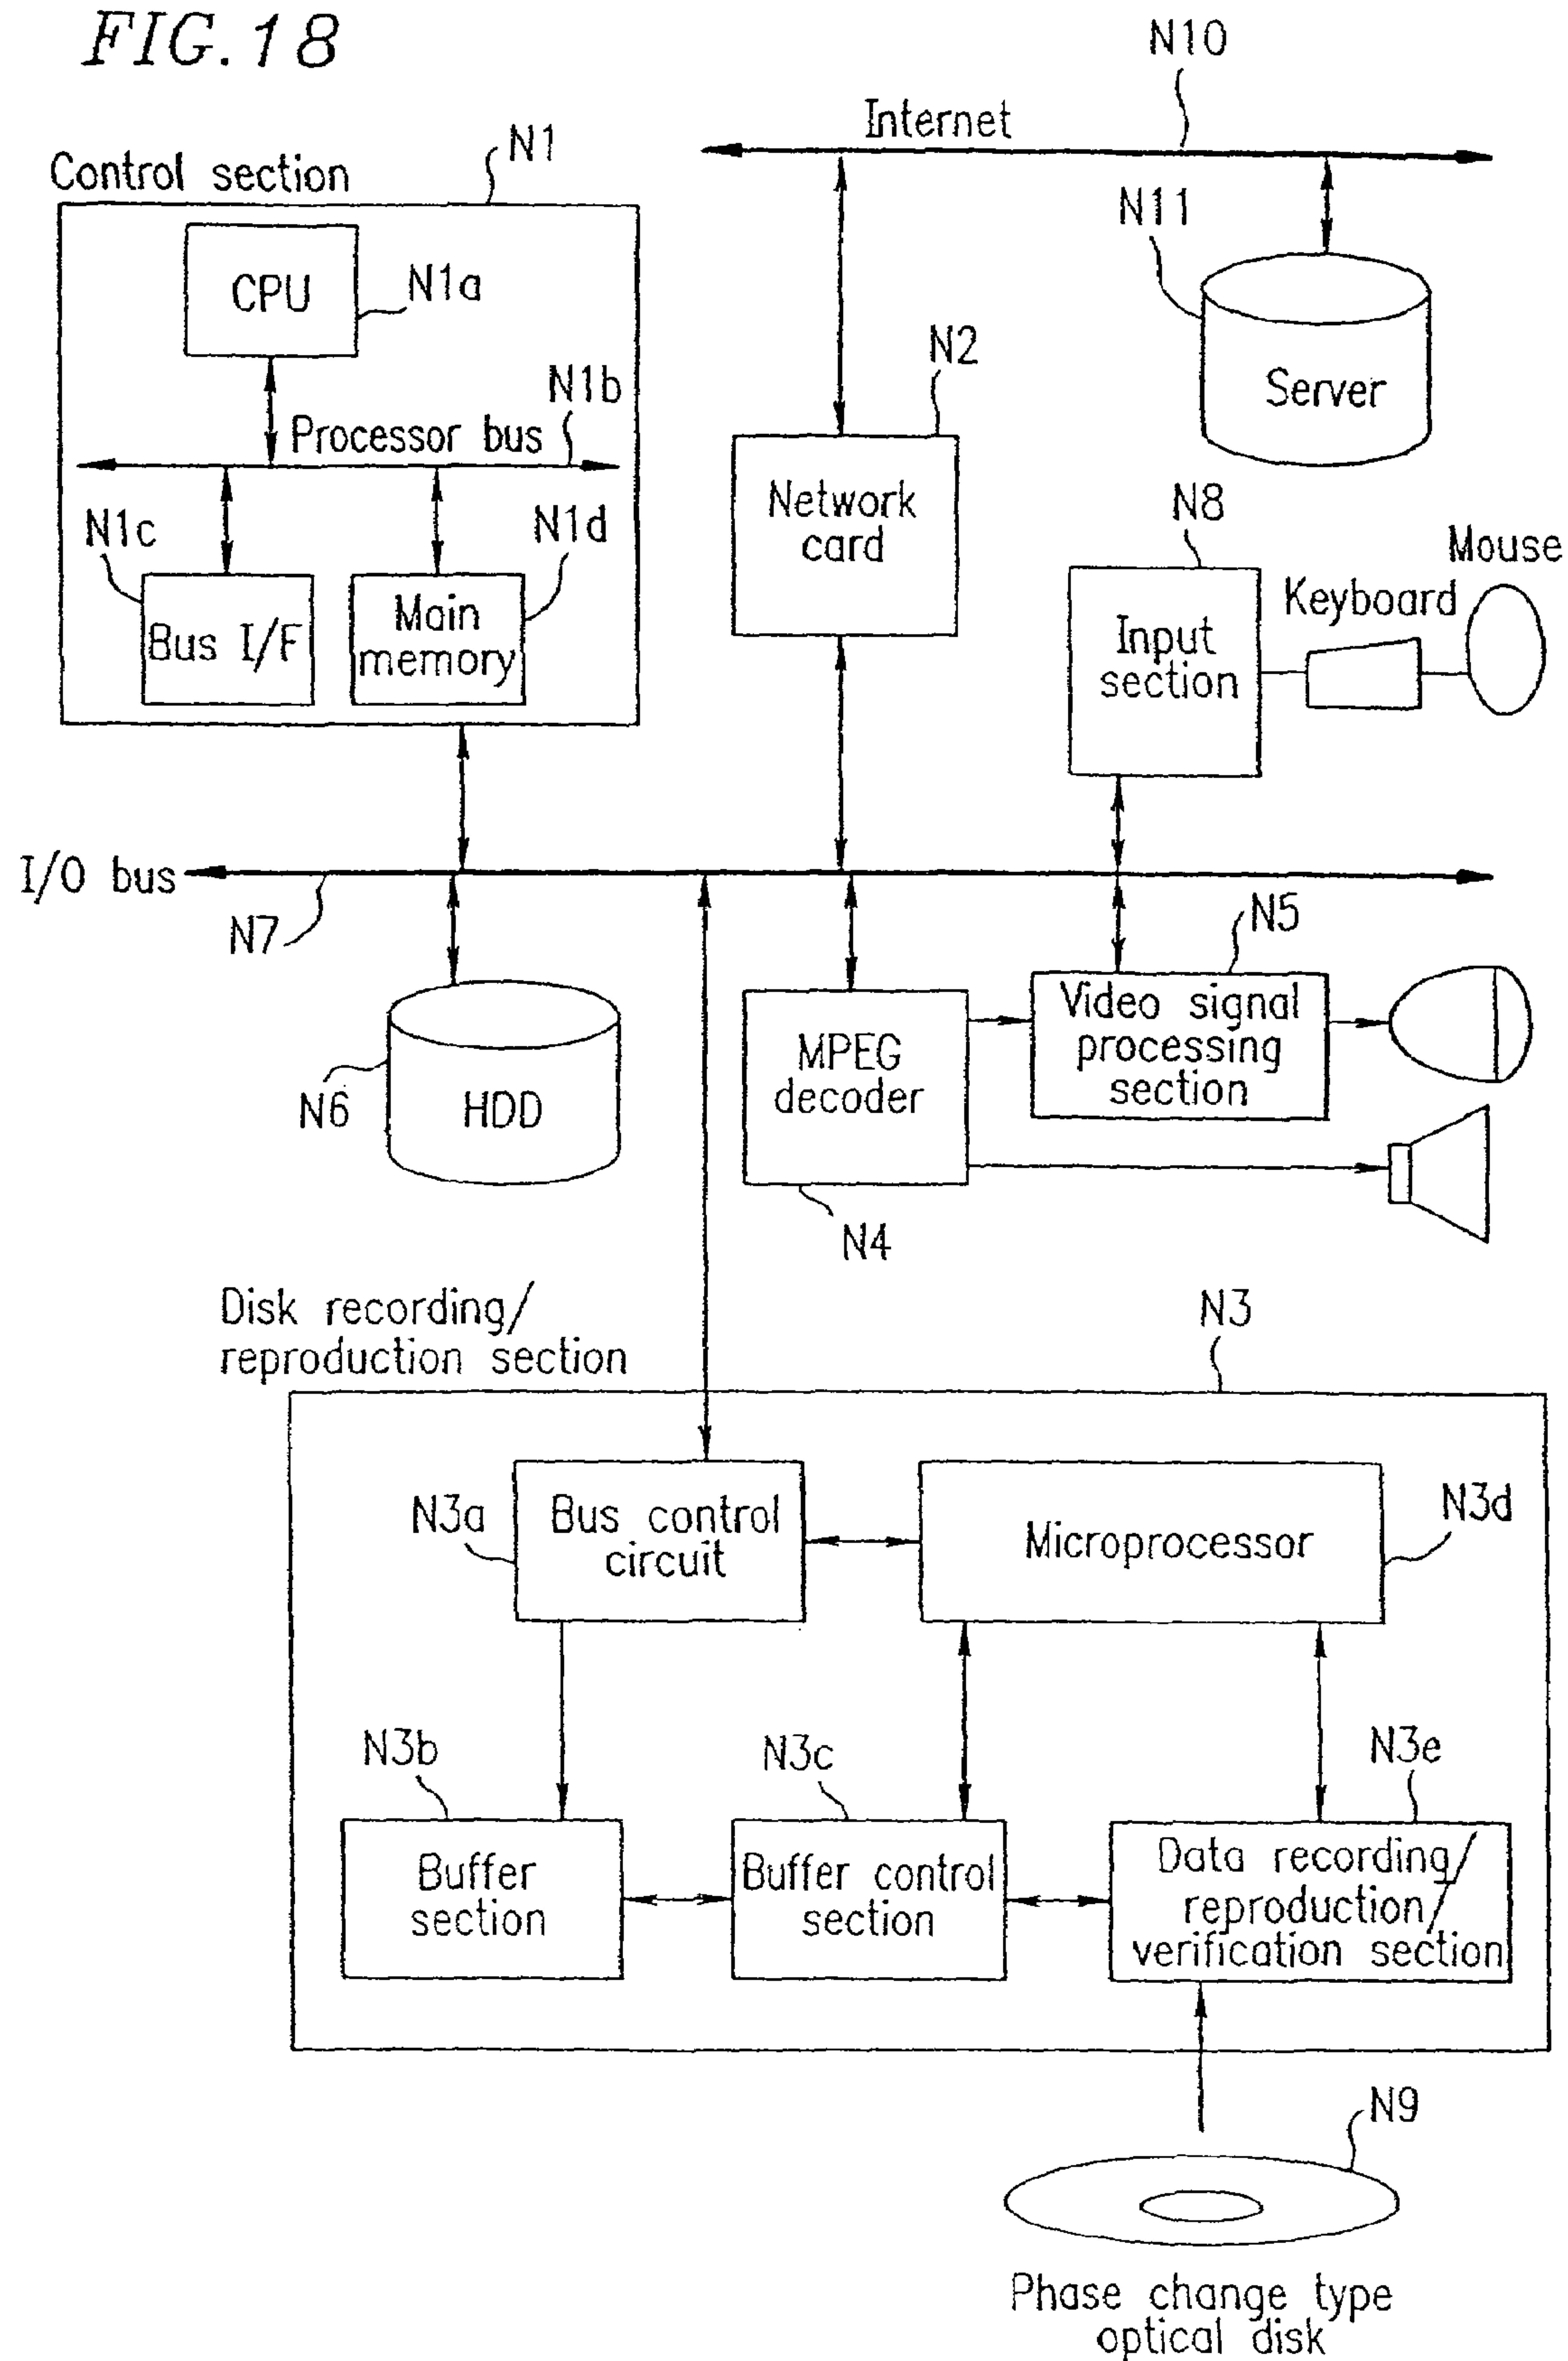 FIG.18
N10
Internet
N1
Control section
N11
CPU
N1a
Server
N2
N1b
Processor bus
Network
card
N8
N1c
N1d
Mouse
Keyboard
Bus I/F
Main
memory
Input
section
I/O bus
N7
N5
Video signal
processing
section
MPEG
decoder
N6
HDD
N4
Disk recording/
reproduction section
N3
N3a
Bus control
circuit
Microprocessor
N3d
N3b
N3c
N3e
Buffer
section
Buffer control
section
Data recording/
reproduction/
verification section
N9
Phase change type
optical disk